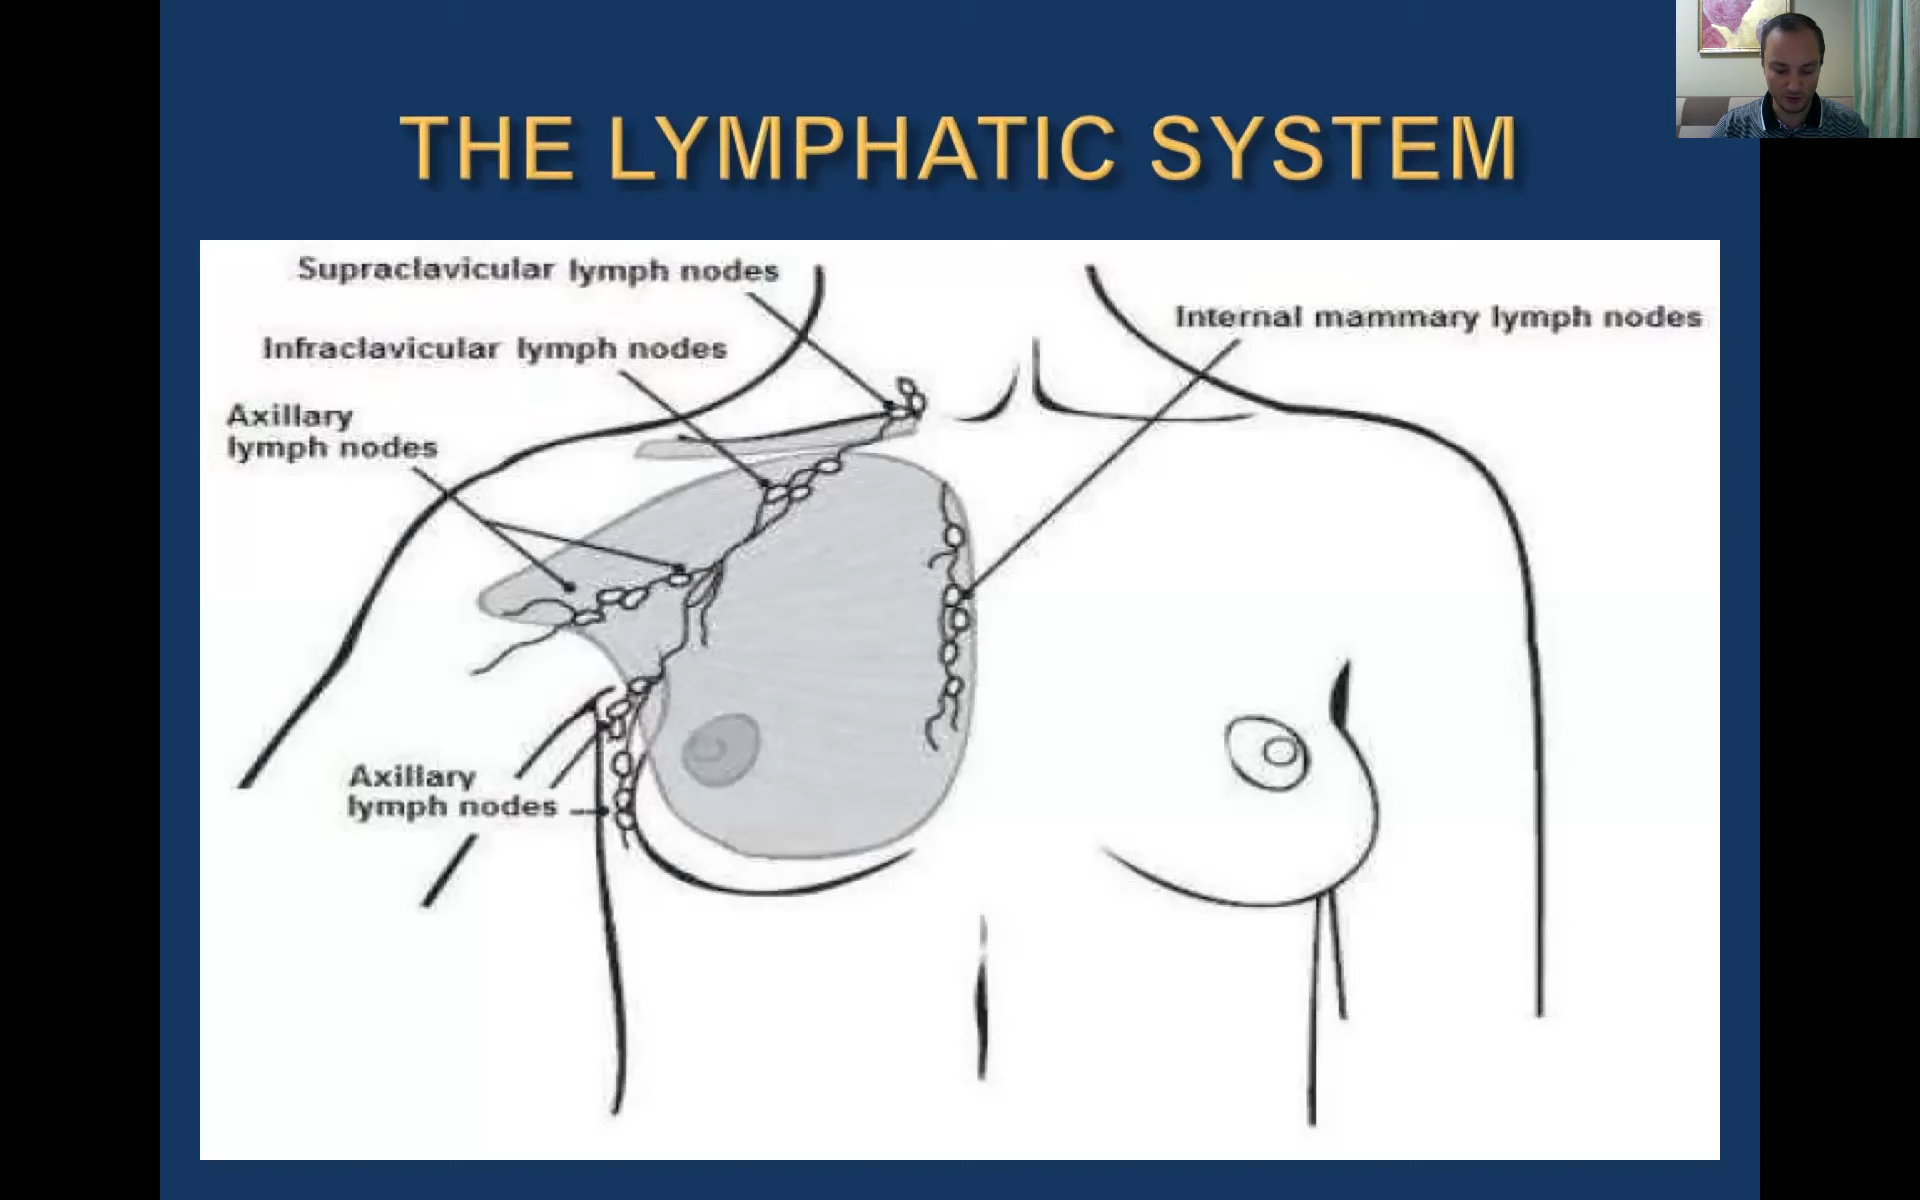 THE LYMPHATIC SYSTEM
Supraclavicular lymph nodes
Internal mammary lymph nodes
Infraclavicular lymph nodes
Axillary
lymph nodes
Axillary
lymph nodes